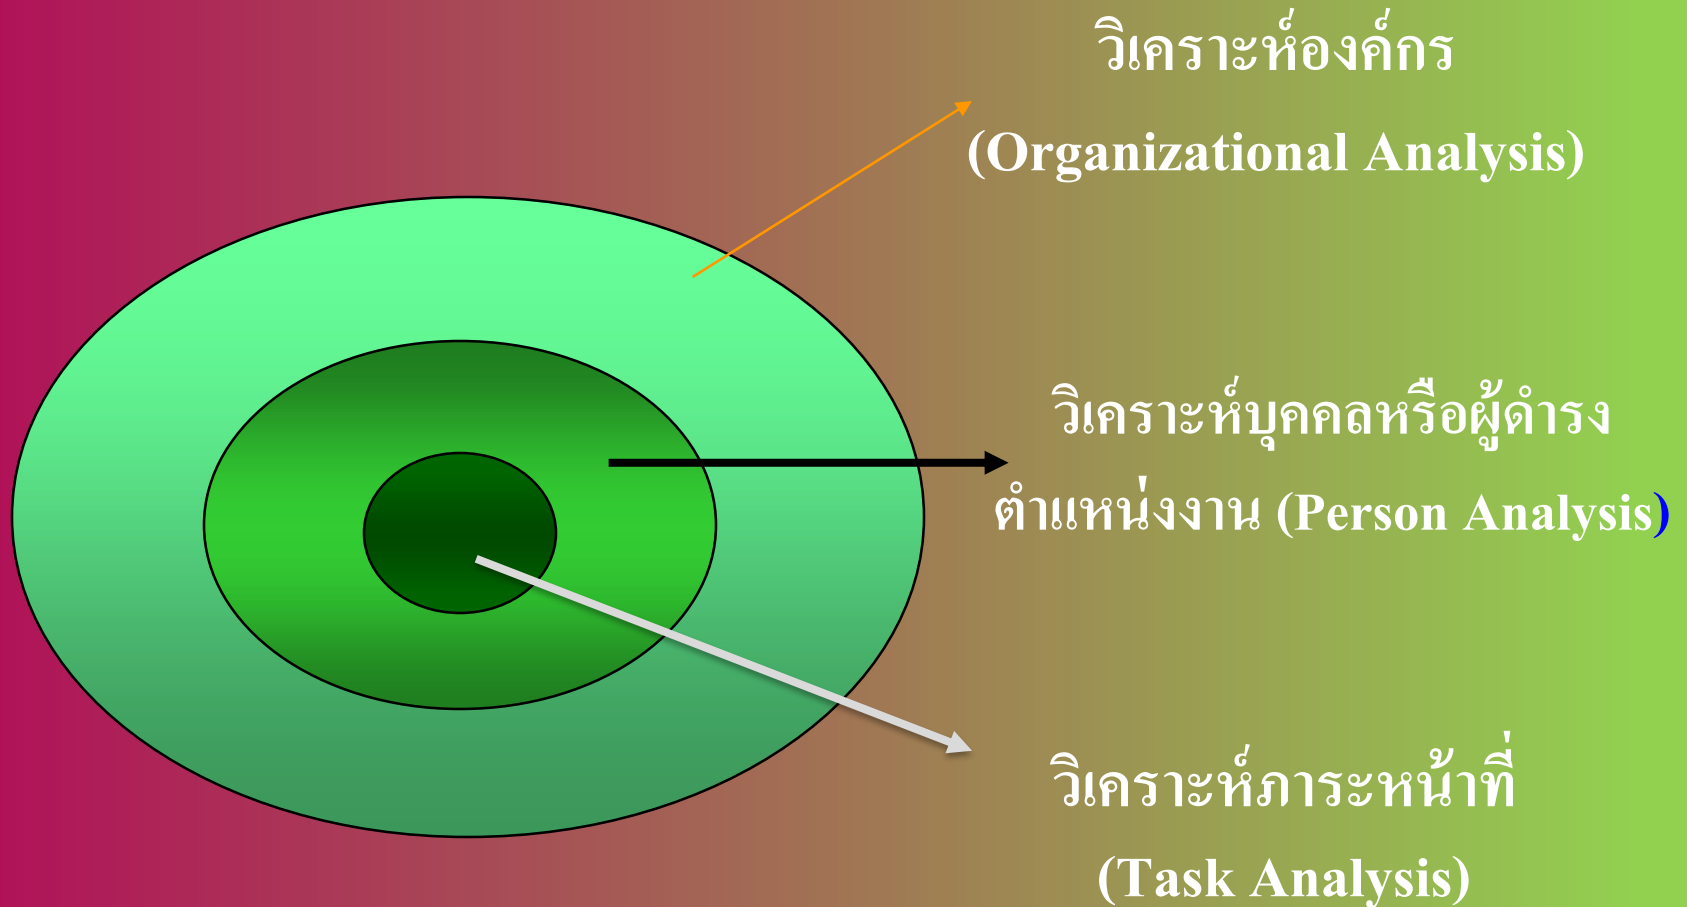 วิเคราะห์องค์กร
(Organizational Analysis)
วิเคราะห์บุคคลหรือผู้ดำรง
ตำแหน่งงาน (Person Analysis)
วิเคราะห์ภาระหน้าที่
(Task Analysis)